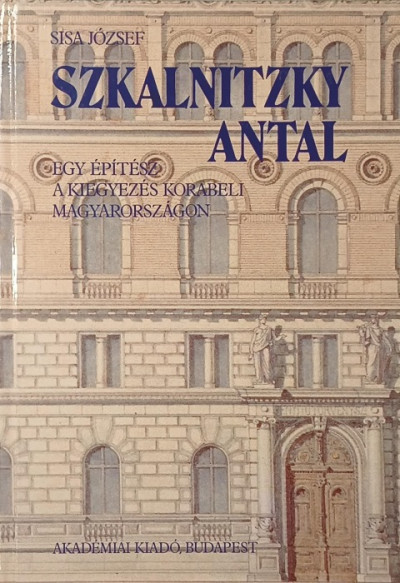 SISA JÓZSEF
SZKALNITZKY
ANTAL
EGY ÉPÍTÉSZ
A KIEGYEZÉS KORABELI
MAGYARORSZÁGON
AKADÉMIAI KIADÓ, BUDAPEST